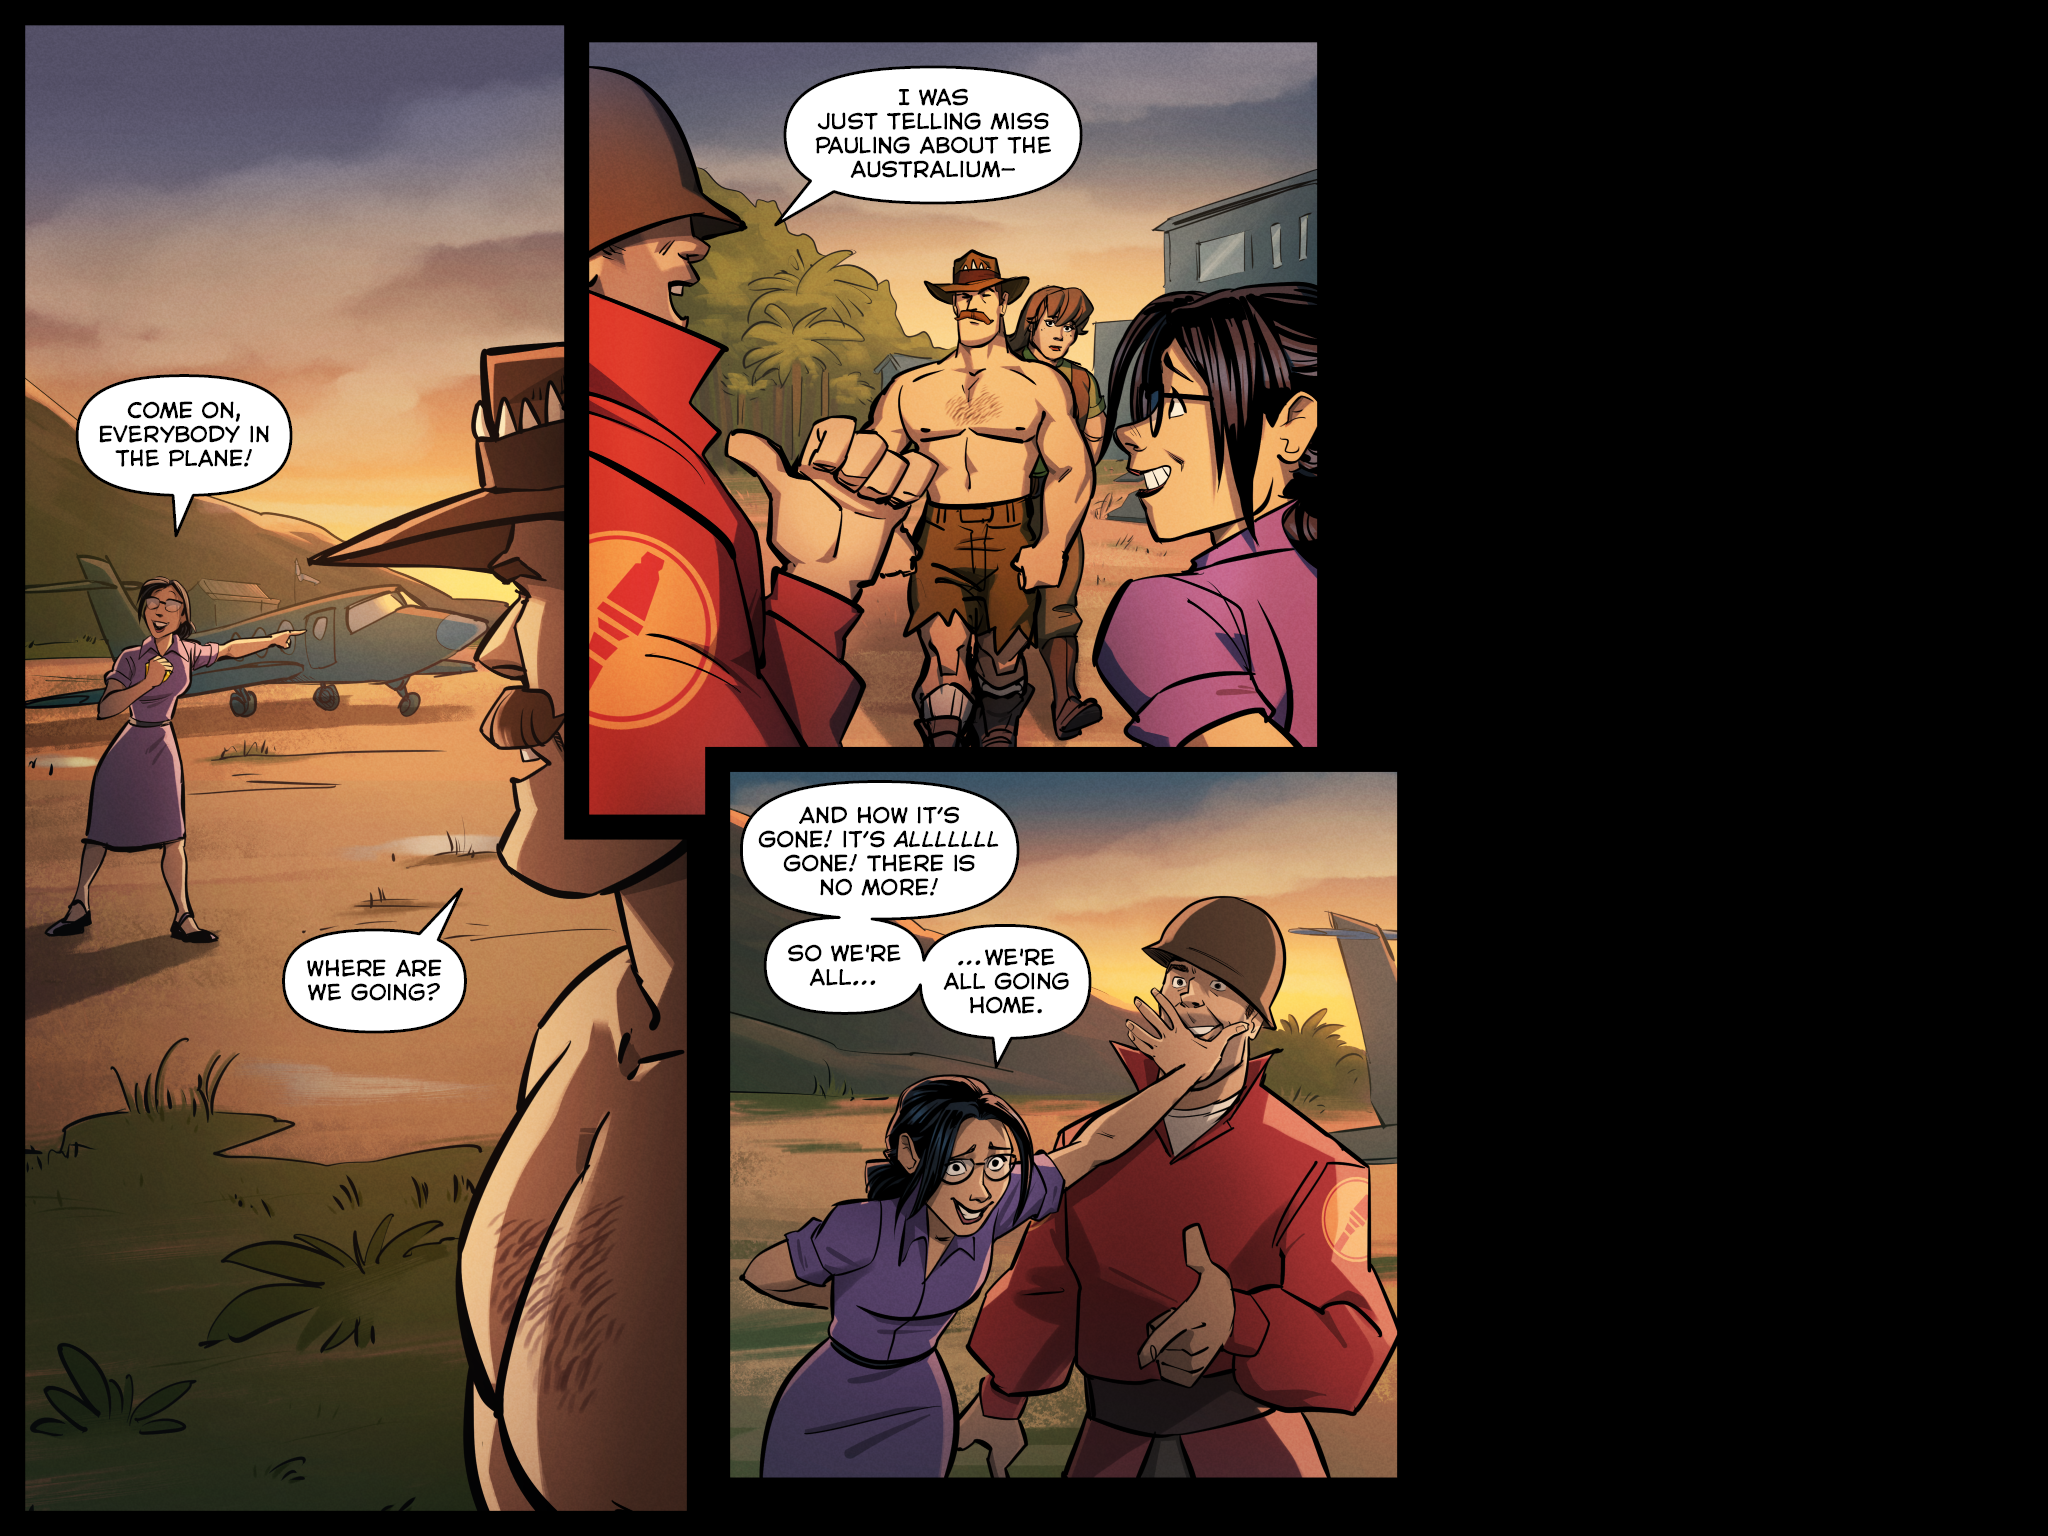 COME ON,
EVERYBODY IN
THE PLANE!
WHERE ARE
WE GOING?
I WAS
JUST TELLING MISS
PAULING ABOUT THE
AUSTRALIUM–
AND HOW IT'S
GONE! IT'S ALLLLLLL
GONE! THERE IS
NO MORE!
SO WE'RE
ALL...
...WE'RE
ALL GOING
HOME.